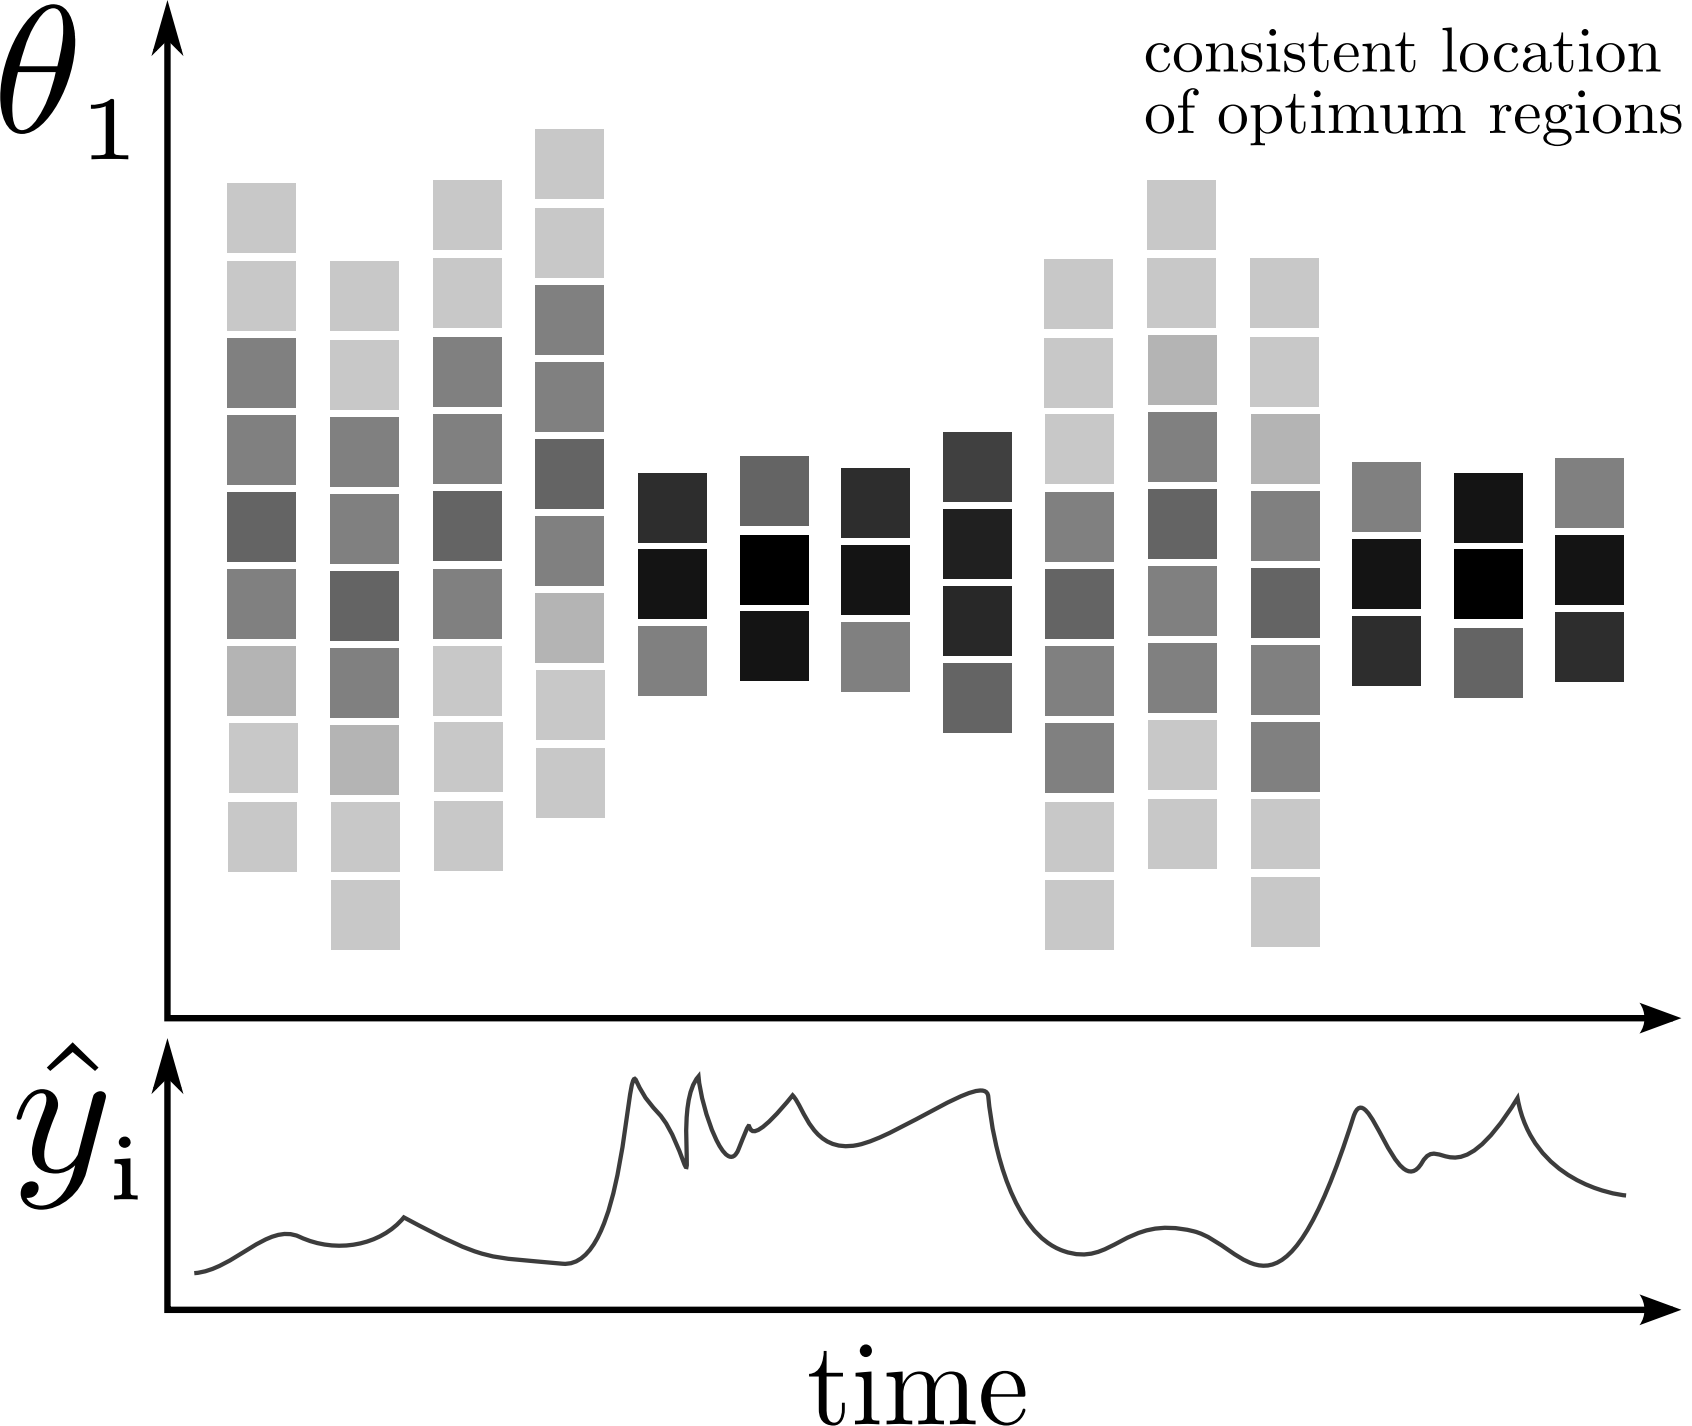 θ₁
consistent location
of optimum regions
ŷᵢ
time